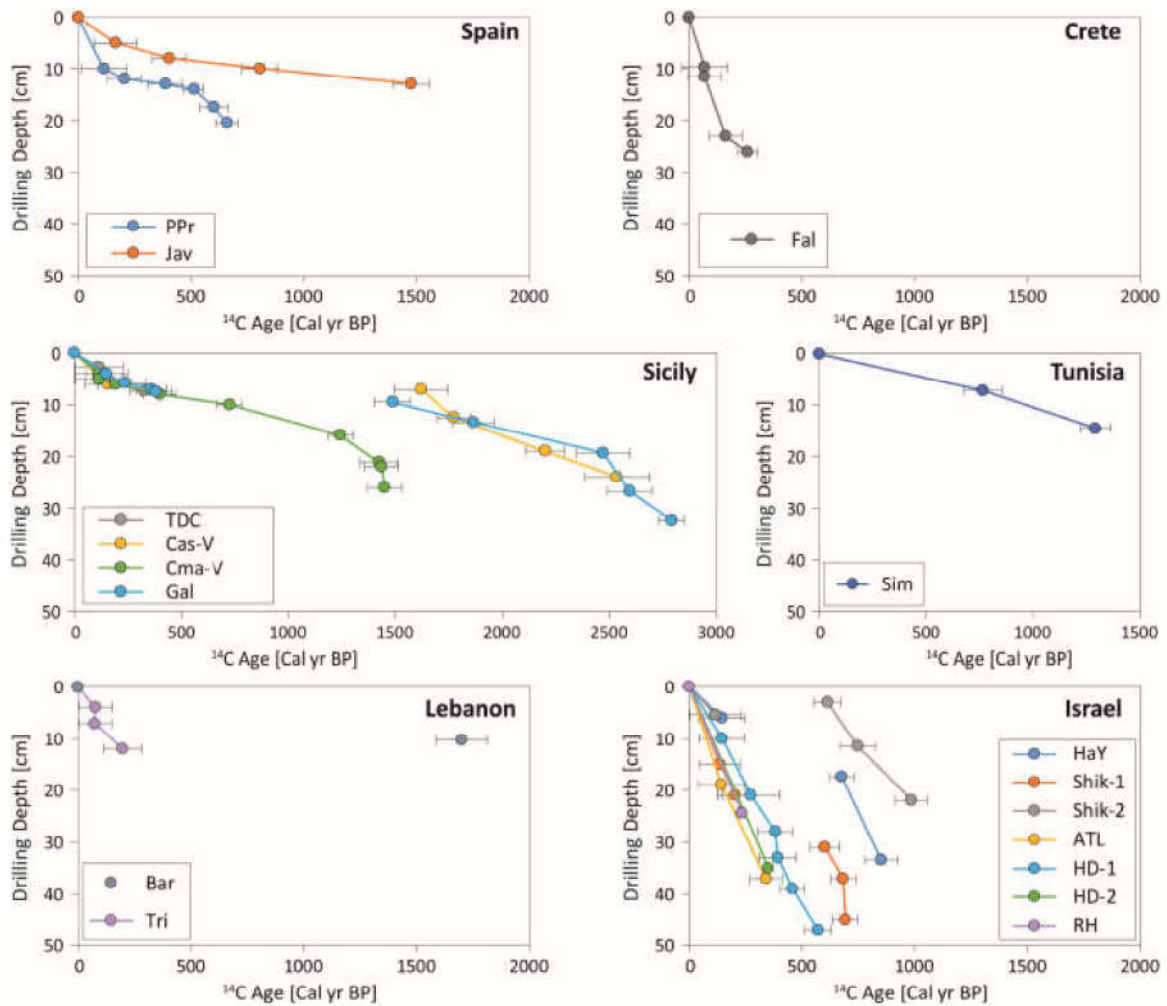 Spain
Drilling Depth [cm]
0
10
20
30
40
50
PPr
Jav
0 500 1000 1500 2000
¹⁴C Age [Cal yr BP]
Crete
Drilling Depth [cm]
0
10
20
30
40
50
Fal
0 500 1000 1500 2000
¹⁴C Age [Cal yr BP]
Sicily
Drilling Depth [cm]
0
10
20
30
40
50
TDC
Cas-V
Cma-V
Gal
0 500 1000 1500 2000 2500 3000
¹⁴C Age [Cal yr BP]
Tunisia
Drilling Depth [cm]
0
10
20
30
40
50
Sim
0 500 1000 1500
¹⁴C Age [Cal yr BP]
Lebanon
Drilling Depth [cm]
0
10
20
30
40
50
Bar
Tri
0 500 1000 1500 2000
¹⁴C Age [Cal yr BP]
Israel
Drilling Depth [cm]
0
10
20
30
40
50
HaY
Shik-1
Shik-2
ATL
HD-1
HD-2
RH
0 500 1000 1500 2000
¹⁴C Age [Cal yr BP]